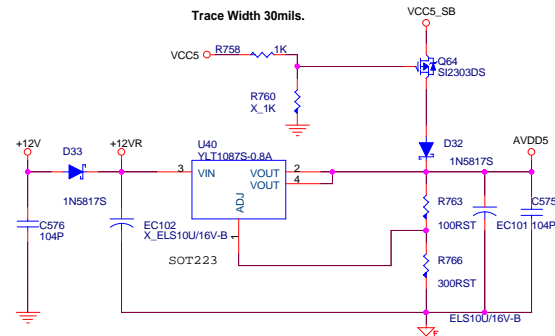 Trace Width 30mils.
VCC5_SB
VCC5
R758
1K
Q64
SI2303DS
R760
X_1K
+12V
D33
+12VR
U40
YLT1087S-0.8A
D32
AVDD5
3
VIN
VOUT
2
1N5817S
VOUT
4
1N5817S
ADJ
C576
104P
EC102
X_ELS10U/16V-B
1
R763
100RST
EC101
C575
104P
SOT223
R766
300RST
ELS10U/16V-B